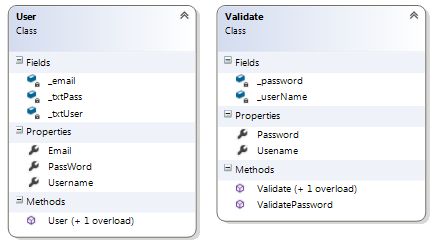 User
Class
Fields
_email
_txtPass
_txtUser
Properties
Email
PassWord
Username
Methods
User (+ 1 overload)
Validate
Class
Fields
_password
_userName
Properties
Password
Usename
Methods
Validate (+ 1 overload)
ValidatePassword